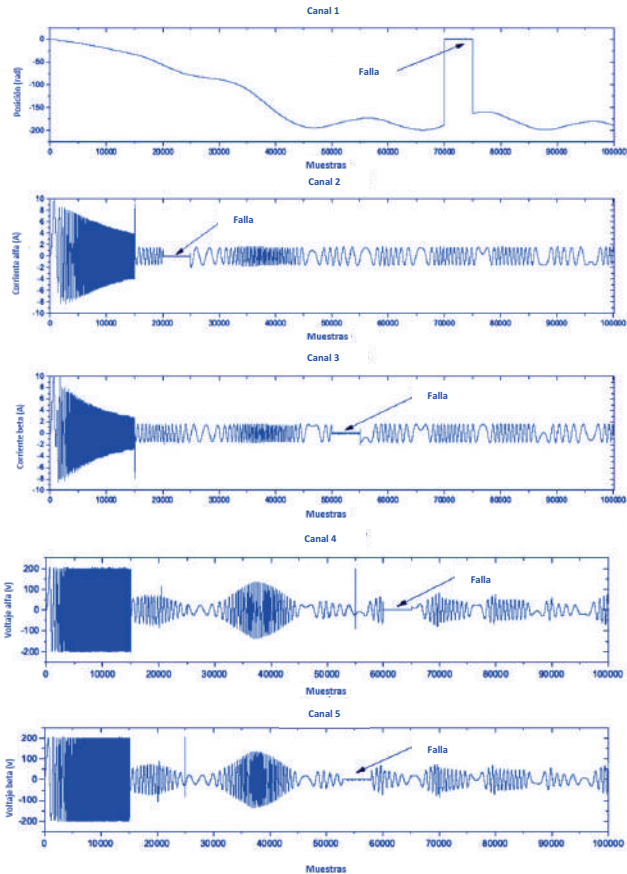 Canal 1
Posición (rad)
0
-50
-100
-150
-200
Falla
0 10000 20000 30000 40000 50000 60000 70000 80000 90000 100000
Muestras
Canal 2
Corriente alfa (A)
10
8
6
4
2
0
-2
-4
-6
-8
-10
Falla
0 10000 20000 30000 40000 50000 60000 70000 80000 90000 100000
Muestras
Canal 3
Corriente beta (A)
10
8
6
4
2
0
-2
-4
-6
-8
-10
Falla
0 10000 20000 30000 40000 50000 60000 70000 80000 90000 100000
Muestras
Canal 4
Voltaje alfa (v)
200
100
0
-100
-200
Falla
0 10000 20000 30000 40000 50000 60000 70000 80000 90000 100000
Muestras
Canal 5
Voltaje beta (v)
200
100
0
-100
-200
Falla
0 10000 20000 30000 40000 50000 60000 70000 80000 90000 100000
Muestras